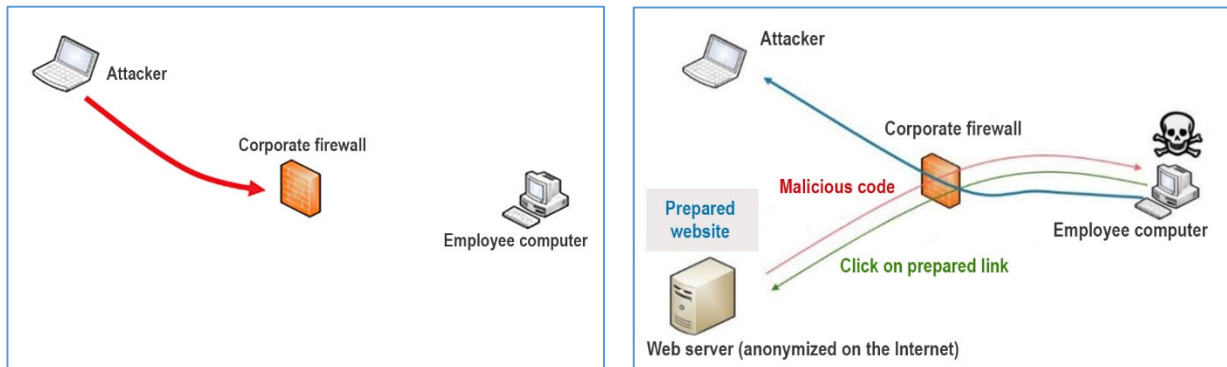 Attacker
Corporate firewall
Employee computer
Attacker
Corporate firewall
Malicious code
Prepared
website
Employee computer
Click on prepared link
Web server (anonymized on the Internet)